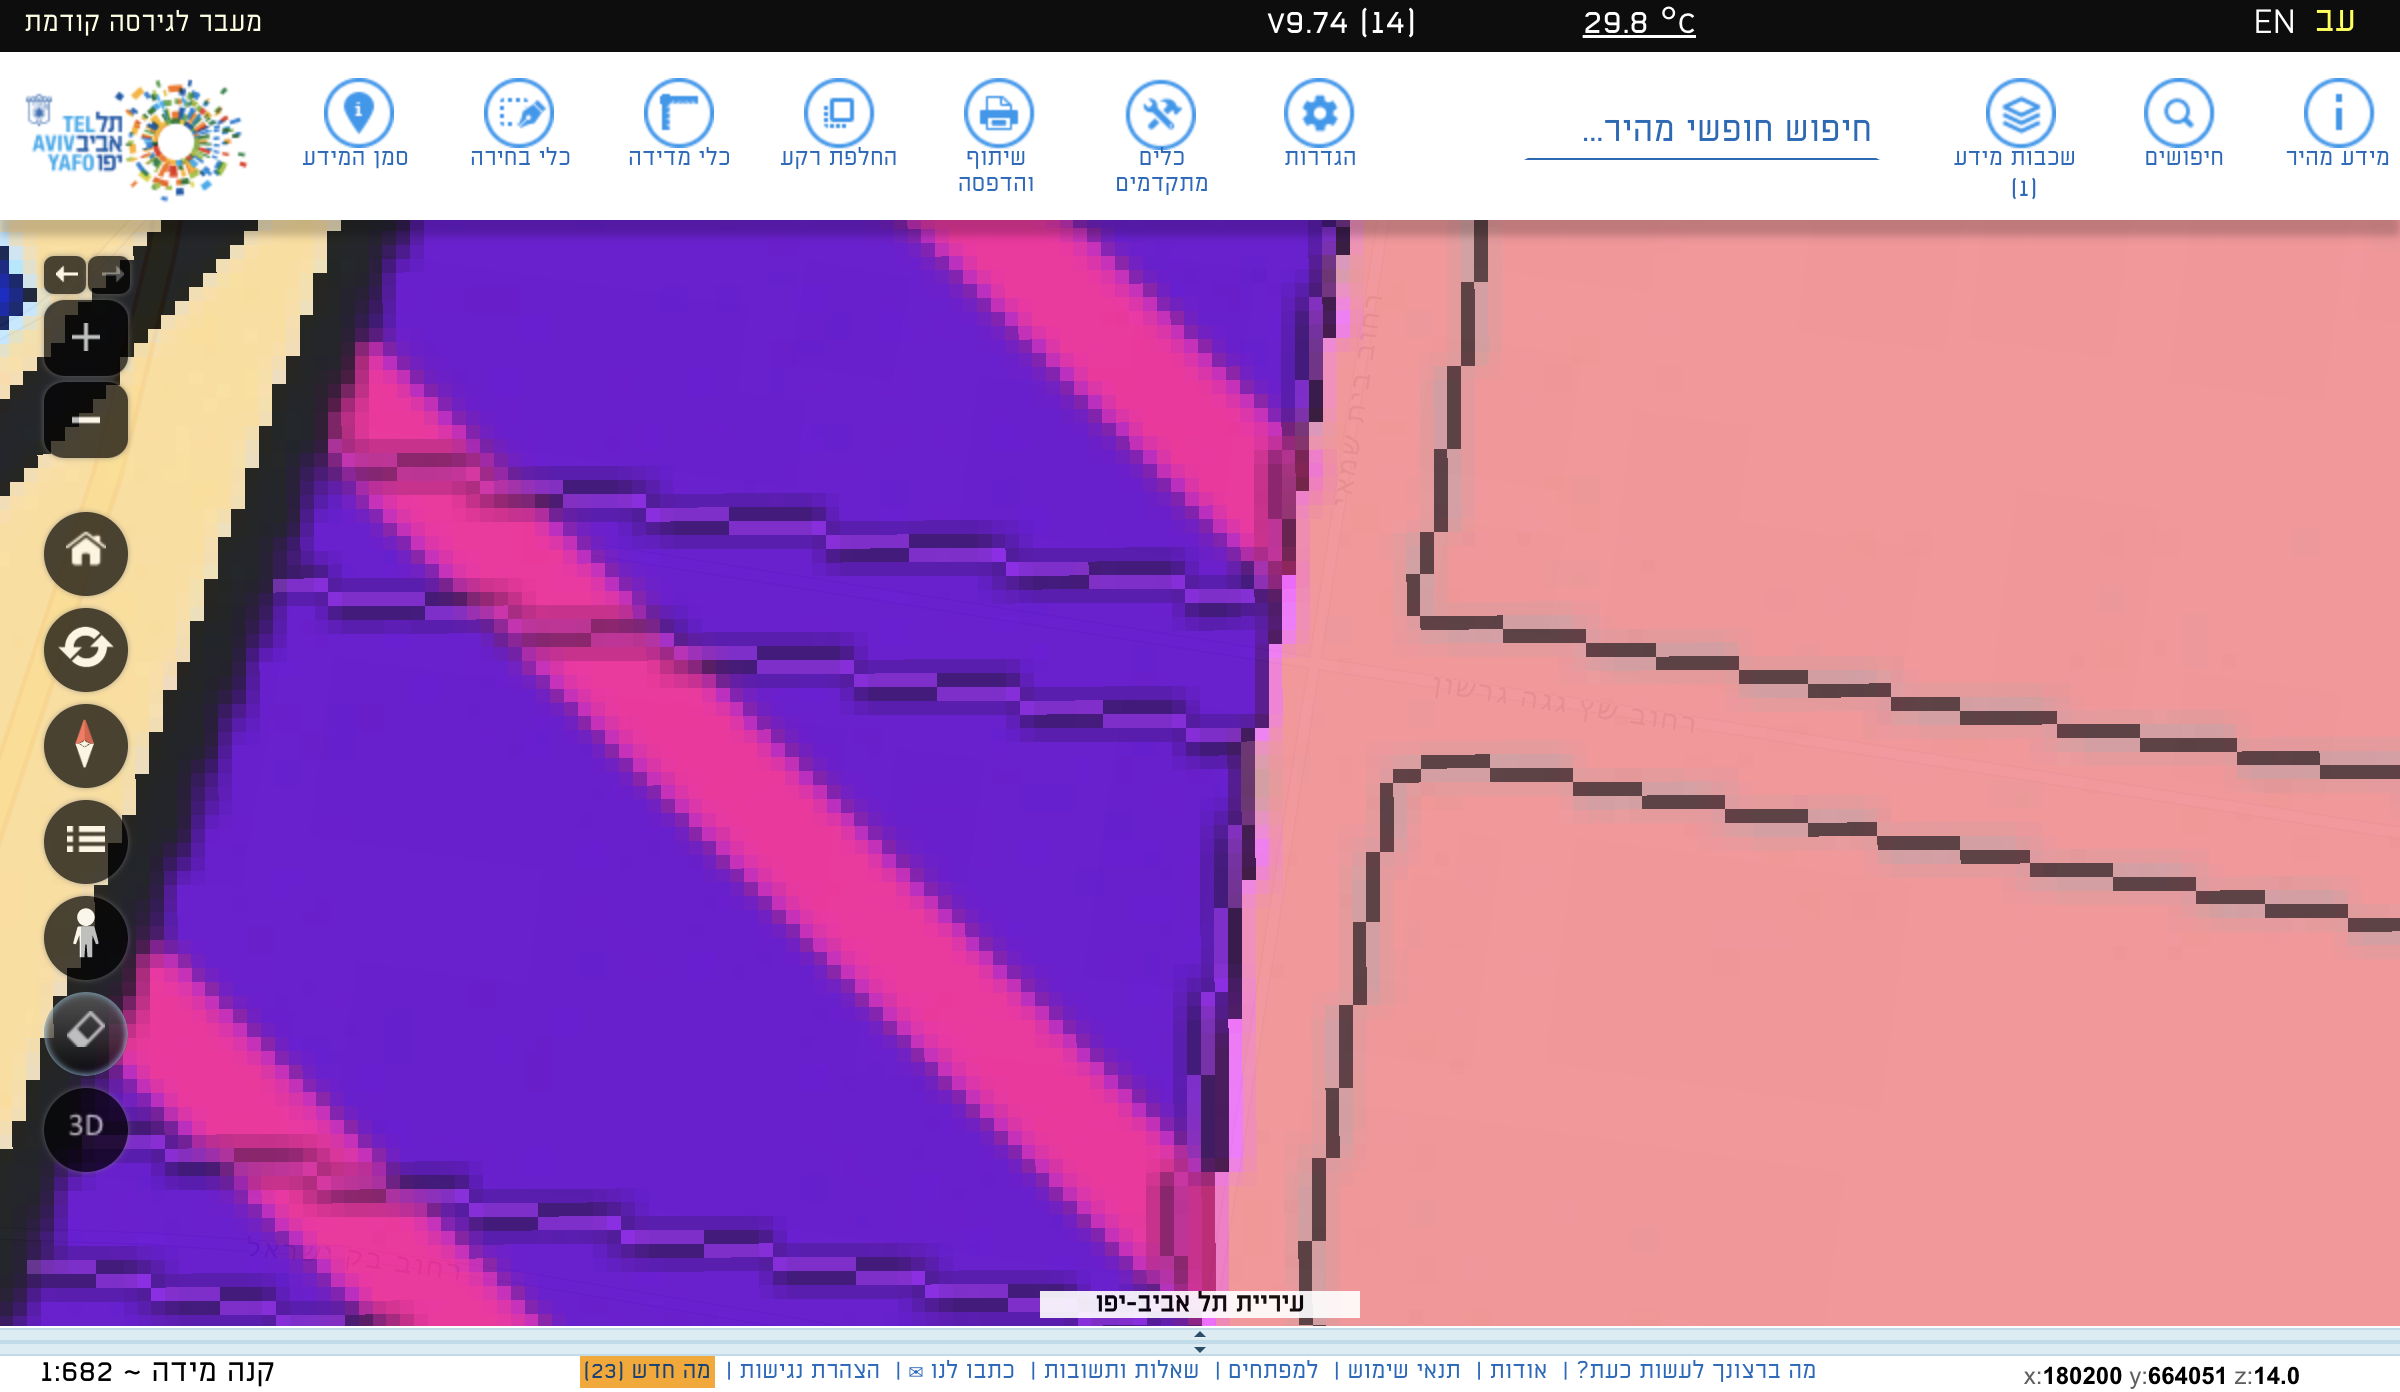 עב EN
29.8 °C
V9.74 (14)
מעבר לגירסה קודמת
מידע מהיר
חיפושים
שכבות מידע
(1)
חיפוש חופשי מהיר...
הגדרות
כלים
מתקדמים
שיתוף
והדפסה
החלפת רקע
כלי מדידה
כלי בחירה
סמן המידע
TEL תל
AVIV אביב
YAFO יפו
רחוב בית שמאי
רחוב שץ גגה גרשון
רחוב בק ישראל
3D
עיריית תל אביב-יפו
מה ברצונך לעשות כעת? | אודות | תנאי שימוש | למפתחים | שאלות ותשובות | כתבו לנו ✉ | הצהרת נגישות | מה חדש (23)
קנה מידה ~ 1:682
x:180200 y:664051 z:14.0